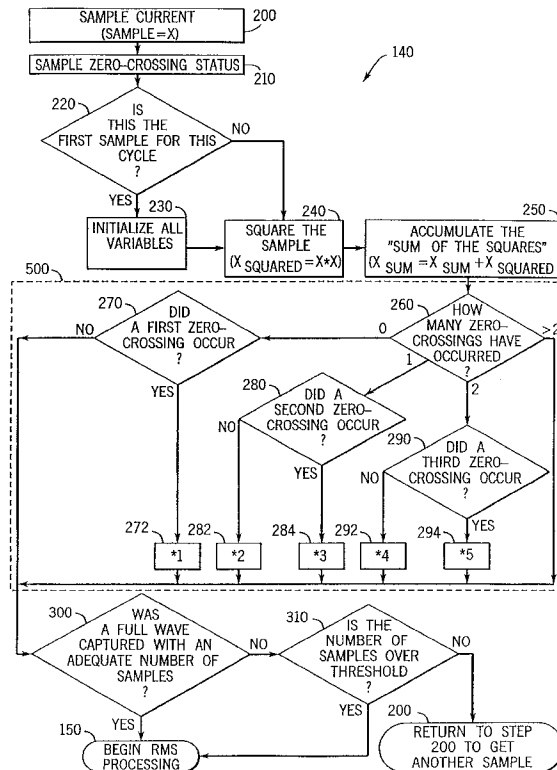 SAMPLE CURRENT
(SAMPLE=X)
200
SAMPLE ZERO-CROSSING STATUS
210
140
220
IS
THIS THE
FIRST SAMPLE FOR THIS
CYCLE
?
NO
YES
230
INITIALIZE ALL
VARIABLES
240
SQUARE THE
SAMPLE
(X SQUARED =X*X)
250
ACCUMULATE THE
"SUM OF THE SQUARES"
(X SUM =X SUM +X SQUARED
500
270
DID
A FIRST ZERO-
CROSSING OCCUR
?
NO
YES
260
HOW
MANY ZERO-
CROSSINGS HAVE
OCCURRED
?
0
1
2
>2
280
DID A
SECOND ZERO-
CROSSING OCCUR
?
NO
YES
290
DID A
THIRD ZERO-
CROSSING OCCUR
?
NO
YES
272
*1
282
*2
284
*3
292
*4
294
*5
300
WAS
A FULL WAVE
CAPTURED WITH AN
ADEQUATE NUMBER OF
SAMPLES
?
NO
YES
310
IS THE
NUMBER OF
SAMPLES OVER
THRESHOLD
?
NO
YES
150
BEGIN RMS
PROCESSING
200
RETURN TO STEP
200 TO GET
ANOTHER SAMPLE